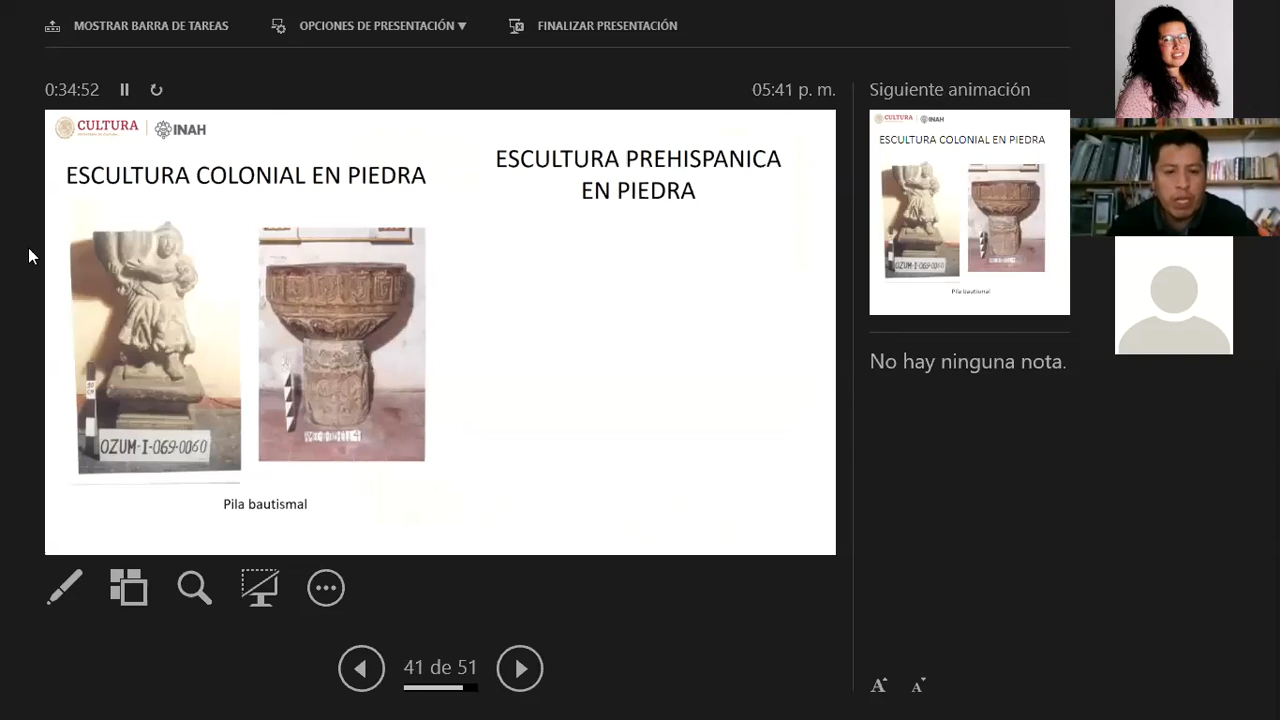 MOSTRAR BARRA DE TAREAS
OPCIONES DE PRESENTACIÓN ▼
FINALIZAR PRESENTACIÓN
0:34:52
05:41 p. m.
CULTURA
INAH
ESCULTURA COLONIAL EN PIEDRA
ESCULTURA PREHISPANICA
EN PIEDRA
OZUM-I-069-0060
Pila bautismal
Siguiente animación
CULTURA
INAH
ESCULTURA COLONIAL EN PIEDRA
OZUM-I-069-0060
Pila bautismal
No hay ninguna nota.
41 de 51
A A